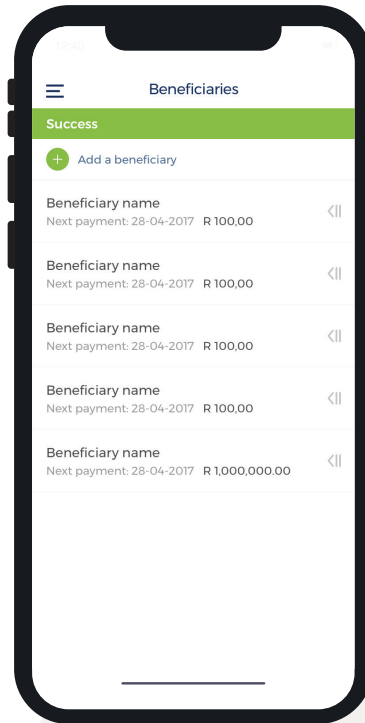 Beneficiaries
Success
Add a beneficiary
Beneficiary name
Next payment: 28-04-2017 R 100,00
Beneficiary name
Next payment: 28-04-2017 R 100,00
Beneficiary name
Next payment: 28-04-2017 R 100,00
Beneficiary name
Next payment: 28-04-2017 R 100,00
Beneficiary name
Next payment: 28-04-2017 R 1,000,000.00